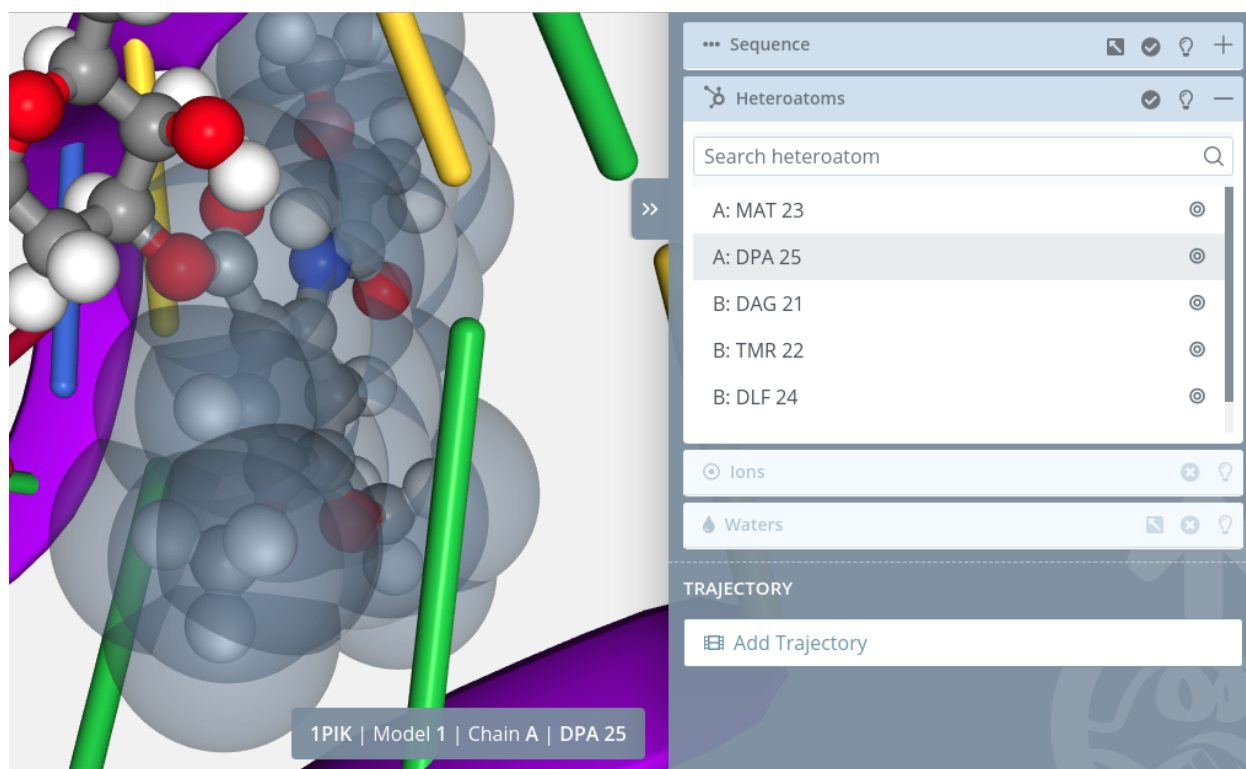 Sequence
Heteroatoms
Search heteroatom
A: MAT 23
A: DPA 25
B: DAG 21
B: TMR 22
B: DLF 24
Ions
Waters
TRAJECTORY
Add Trajectory
1PIK | Model 1 | Chain A | DPA 25